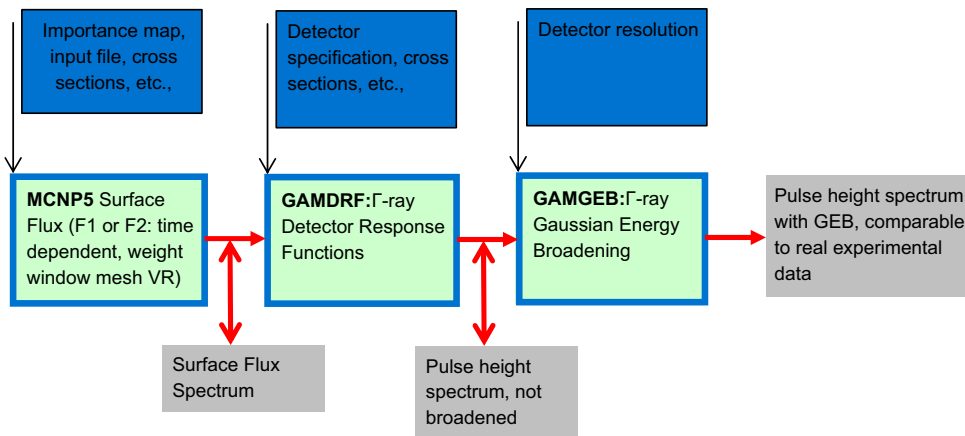 Importance map,
input file, cross
sections, etc.,
Detector
specification, cross
sections, etc.,
Detector resolution
MCNP5 Surface
Flux (F1 or F2: time
dependent, weight
window mesh VR)
GAMDRF:Γ-ray
Detector Response
Functions
GAMGEB:Γ-ray
Gaussian Energy
Broadening
Pulse height spectrum
with GEB, comparable
to real experimental
data
Surface Flux
Spectrum
Pulse height
spectrum, not
broadened